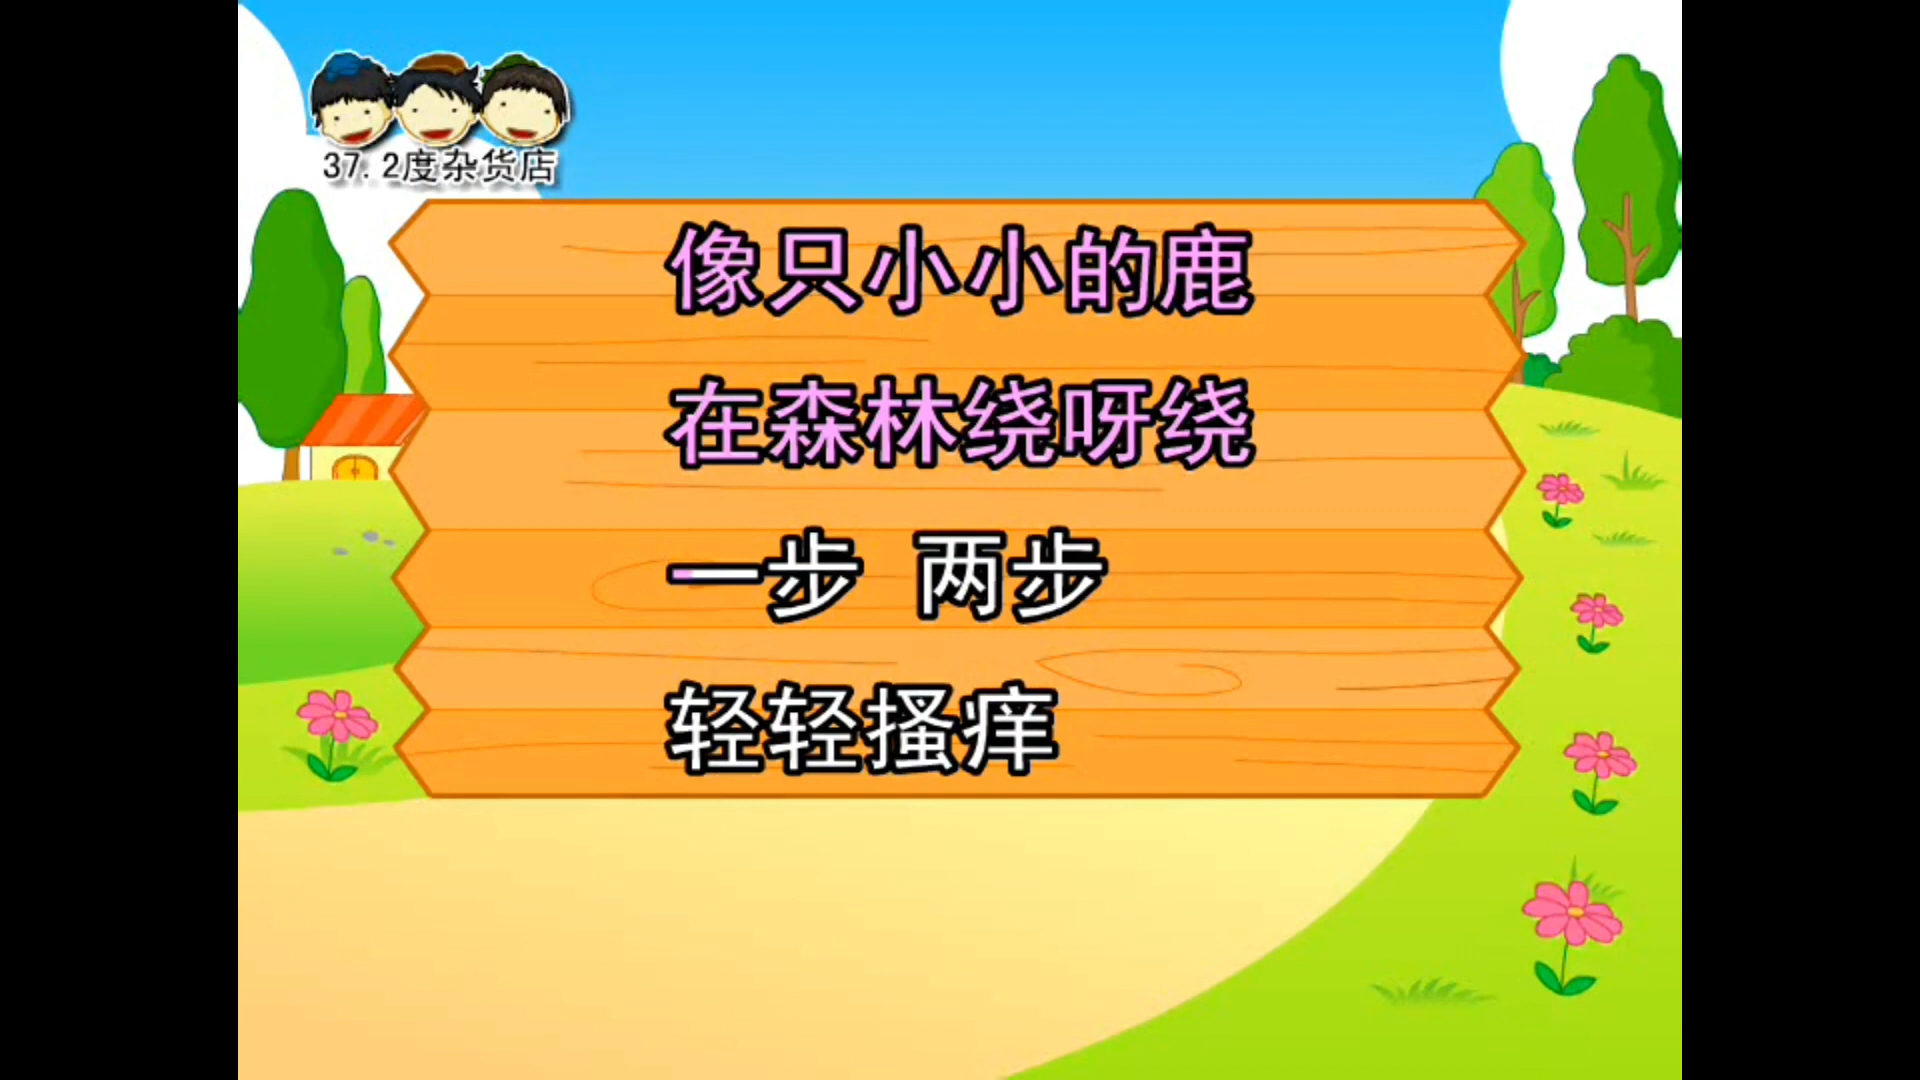 37.2度杂货店
像只小小的鹿
在森林绕呀绕
一步 两步
轻轻搔痒